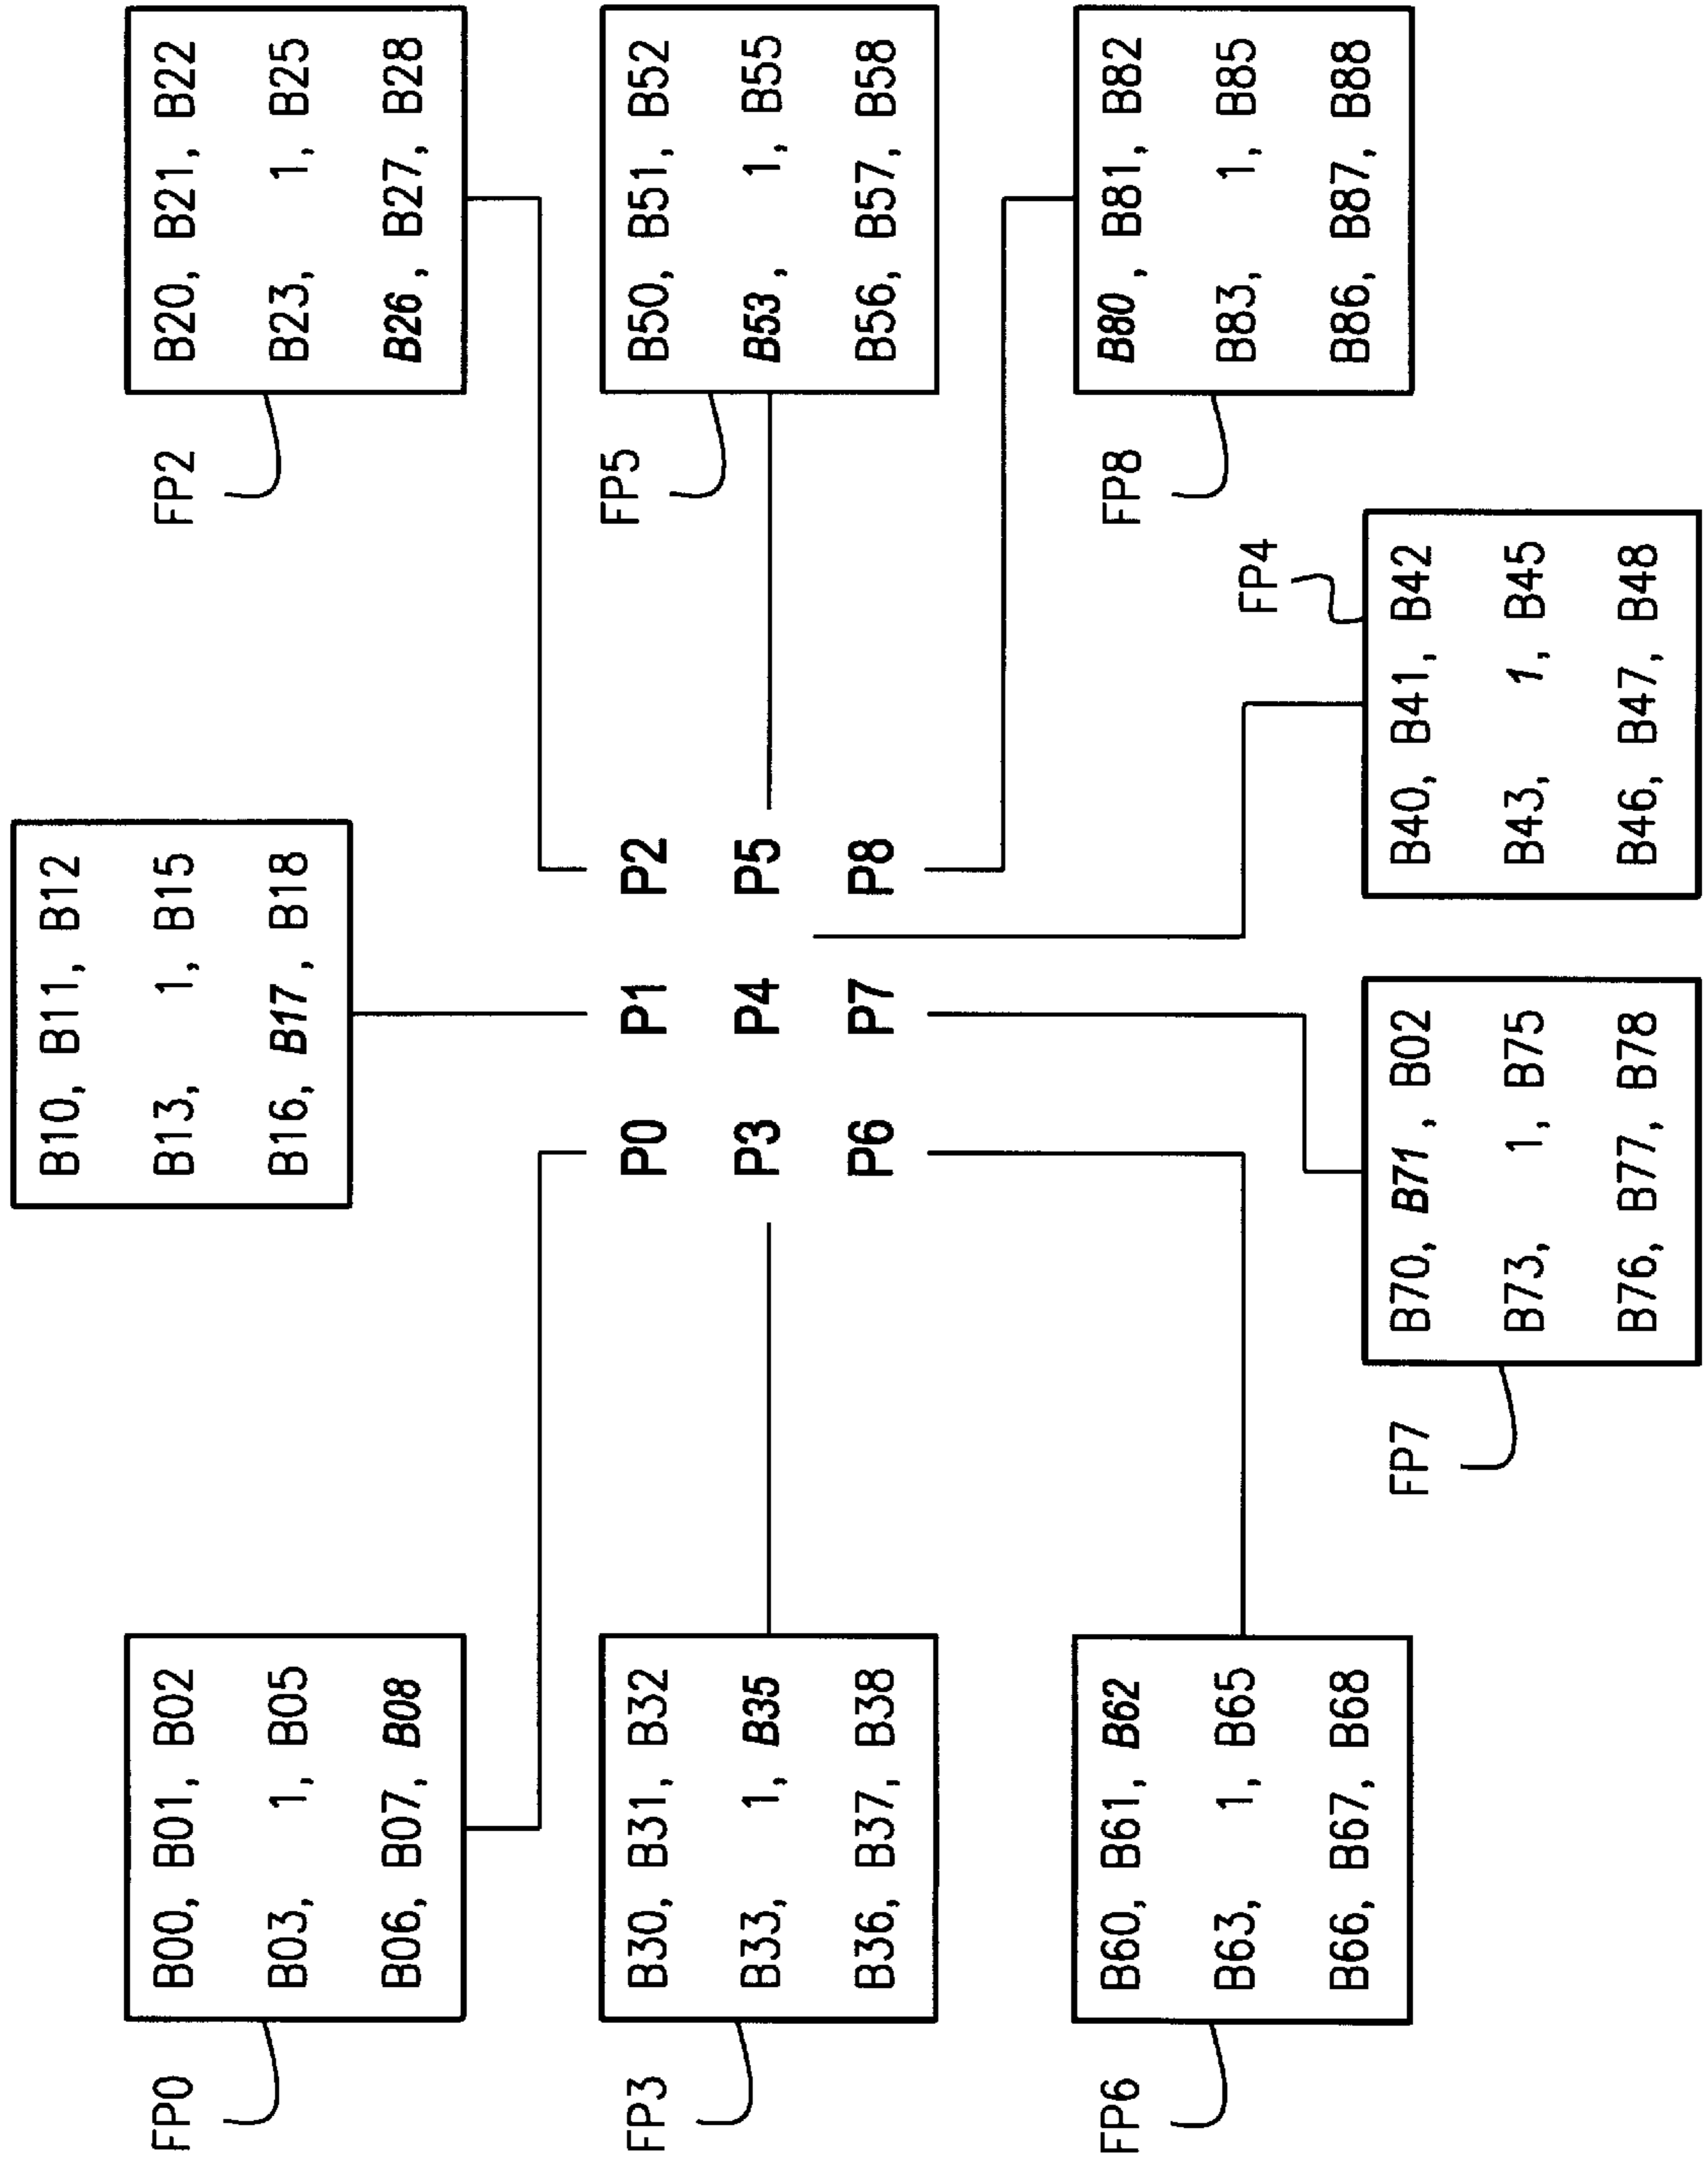 B10, B11, B12
B13, 1, B15
B16, B17, B18
FP0
B00, B01, B02
B03, 1, B05
B06, B07, B08
FP2
B20, B21, B22
B23, 1, B25
B26, B27, B28
FP3
B30, B31, B32
B33, 1, B35
B36, B37, B38
P0 P1 P2
P3 P4 P5
P6 P7 P8
FP5
B50, B51, B52
B53, 1, B55
B56, B57, B58
FP6
B60, B61, B62
B63, 1, B65
B66, B67, B68
FP8
B80, B81, B82
B83, 1, B85
B86, B87, B88
FP7
B70, B71, B02
B73, 1, B75
B76, B77, B78
FP4
B40, B41, B42
B43, 1, B45
B46, B47, B48